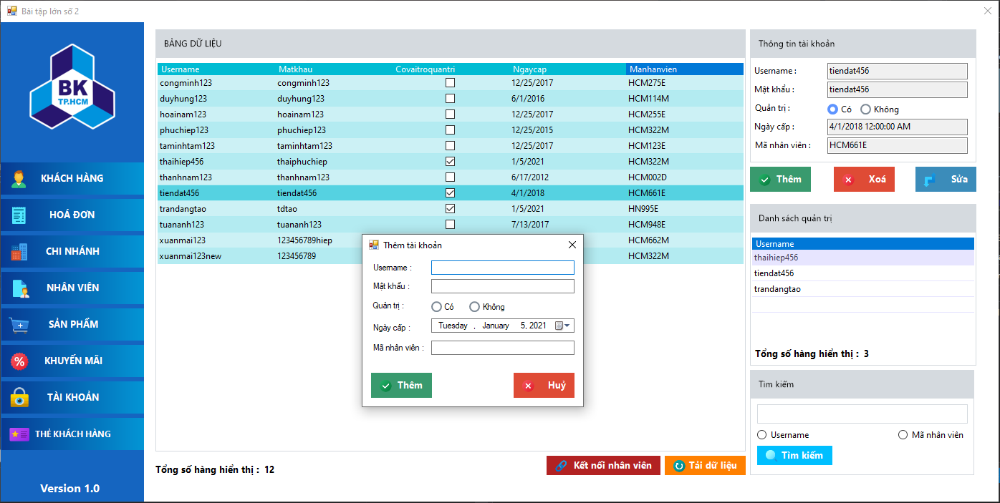 Bài tập lớn số 2
BK
TP.HCM
KHÁCH HÀNG
HOÁ ĐƠN
CHI NHÁNH
NHÂN VIÊN
SẢN PHẨM
KHUYẾN MÃI
TÀI KHOẢN
THẺ KHÁCH HÀNG
Version 1.0
BẢNG DỮ LIỆU
Username Matkhau Covaitroquantri Ngaycap Manhanvien
congminh123 congminh123 12/25/2017 HCM275E
duyhung123 duyhung123 6/1/2016 HCM114M
hoainam123 hoainam123 12/25/2017 HCM255E
phuchiep123 phuchiep123 12/25/2015 HCM322M
taminhtam123 taminhtam123 12/25/2017 HCM123E
thaihiep456 thaiphuchiep 1/5/2021 HCM322M
thanhnam123 thanhnam123 6/17/2012 HCM002D
tiendat456 tiendat456 4/1/2018 HCM661E
trandangtao tdtao 1/5/2021 HN995E
tuananh123 tuananh123 7/13/2017 HCM948E
xuanmai123 123456789hiep HCM662M
xuanmai123new 123456789 HCM322M
Thêm tài khoản
Username :
Mật khẩu :
Quản trị : Có Không
Ngày cấp : Tuesday , January 5, 2021
Mã nhân viên :
Thêm Huỷ
Tổng số hàng hiển thị : 12
Kết nối nhân viên Tải dữ liệu
Thông tin tài khoản
Username : tiendat456
Mật khẩu : tiendat456
Quản trị : Có Không
Ngày cấp : 4/1/2018 12:00:00 AM
Mã nhân viên : HCM661E
Thêm Xoá Sửa
Danh sách quản trị
Username
thaihiep456
tiendat456
trandangtao
Tổng số hàng hiển thị : 3
Tìm kiếm
Username Mã nhân viên
Tìm kiếm